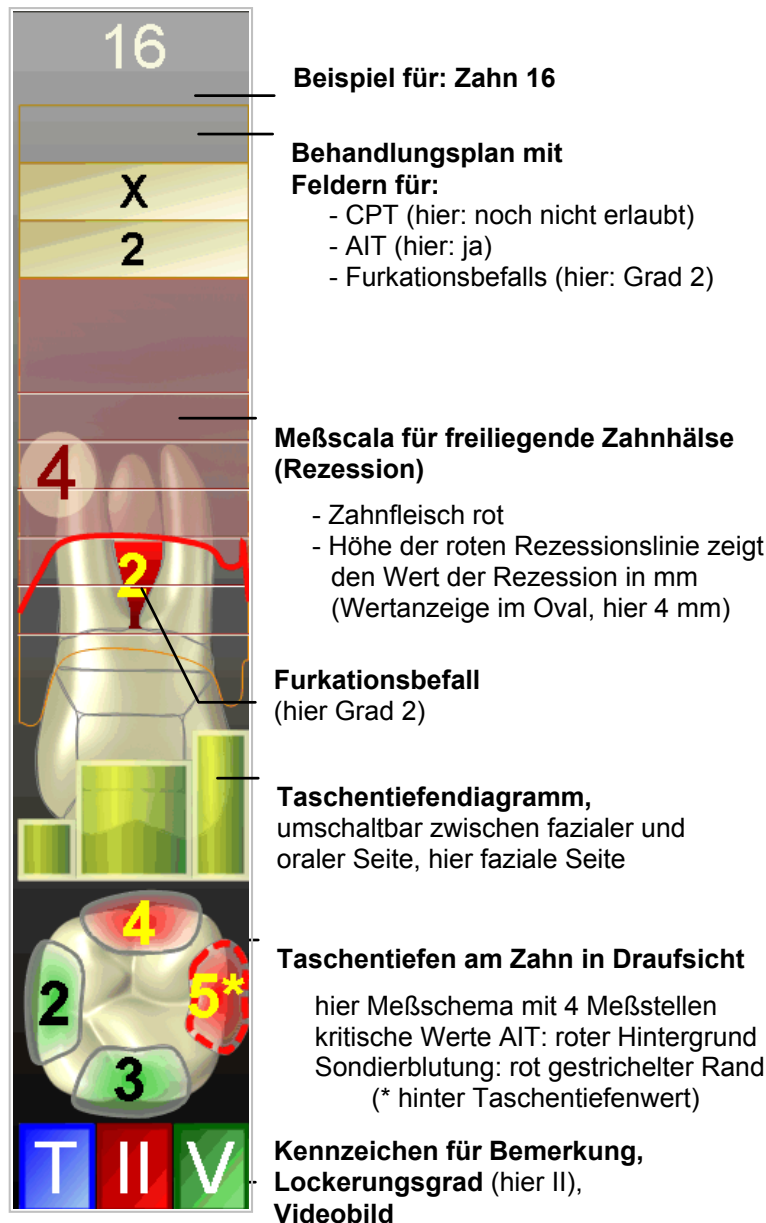 16
Beispiel für: Zahn 16
Behandlungsplan mit
Feldern für:
- CPT (hier: noch nicht erlaubt)
X
- AIT (hier: ja)
2
- Furkationsbefalls (hier: Grad 2)
Meßscala für freiliegende Zahnhälse
(Rezession)
4
- Zahnfleisch rot
- Höhe der roten Rezessionslinie zeigt
den Wert der Rezession in mm
(Wertanzeige im Oval, hier 4 mm)
2
Furkationsbefall
(hier Grad 2)
Taschentiefendiagramm,
umschaltbar zwischen fazialer und
oraler Seite, hier faziale Seite
4
2
5*
3
Taschentiefen am Zahn in Draufsicht
hier Meßschema mit 4 Meßstellen
kritische Werte AIT: roter Hintergrund
Sondierblutung: rot gestrichelter Rand
(* hinter Taschentiefenwert)
T II V
Kennzeichen für Bemerkung,
Lockerungsgrad (hier II),
Videobild